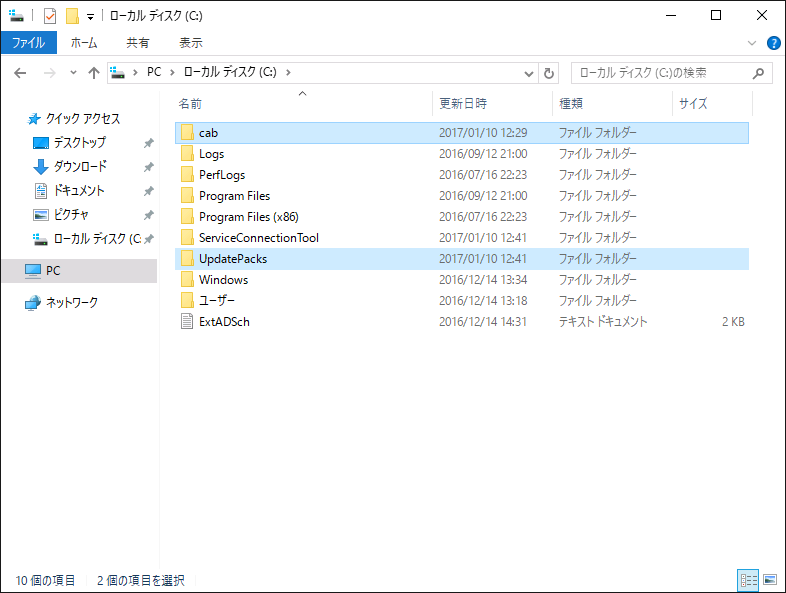 ローカル ディスク (C:)
ファイル ホーム 共有 表示
PC ローカル ディスク (C:) ローカル ディスク (C:)の検索
名前 更新日時 種類 サイズ
クイック アクセス
デスクトップ
ダウンロード
ドキュメント
ピクチャ
ローカル ディスク (C:
PC
ネットワーク
cab 2017/01/10 12:29 ファイル フォルダー
Logs 2016/09/12 21:00 ファイル フォルダー
PerfLogs 2016/07/16 22:23 ファイル フォルダー
Program Files 2016/09/12 21:00 ファイル フォルダー
Program Files (x86) 2016/07/16 22:23 ファイル フォルダー
ServiceConnectionTool 2017/01/10 12:41 ファイル フォルダー
UpdatePacks 2017/01/10 12:41 ファイル フォルダー
Windows 2016/12/14 13:34 ファイル フォルダー
ユーザー 2016/12/14 13:18 ファイル フォルダー
ExtADSch 2016/12/14 14:31 テキスト ドキュメント 2 KB
10 個の項目 2 個の項目を選択